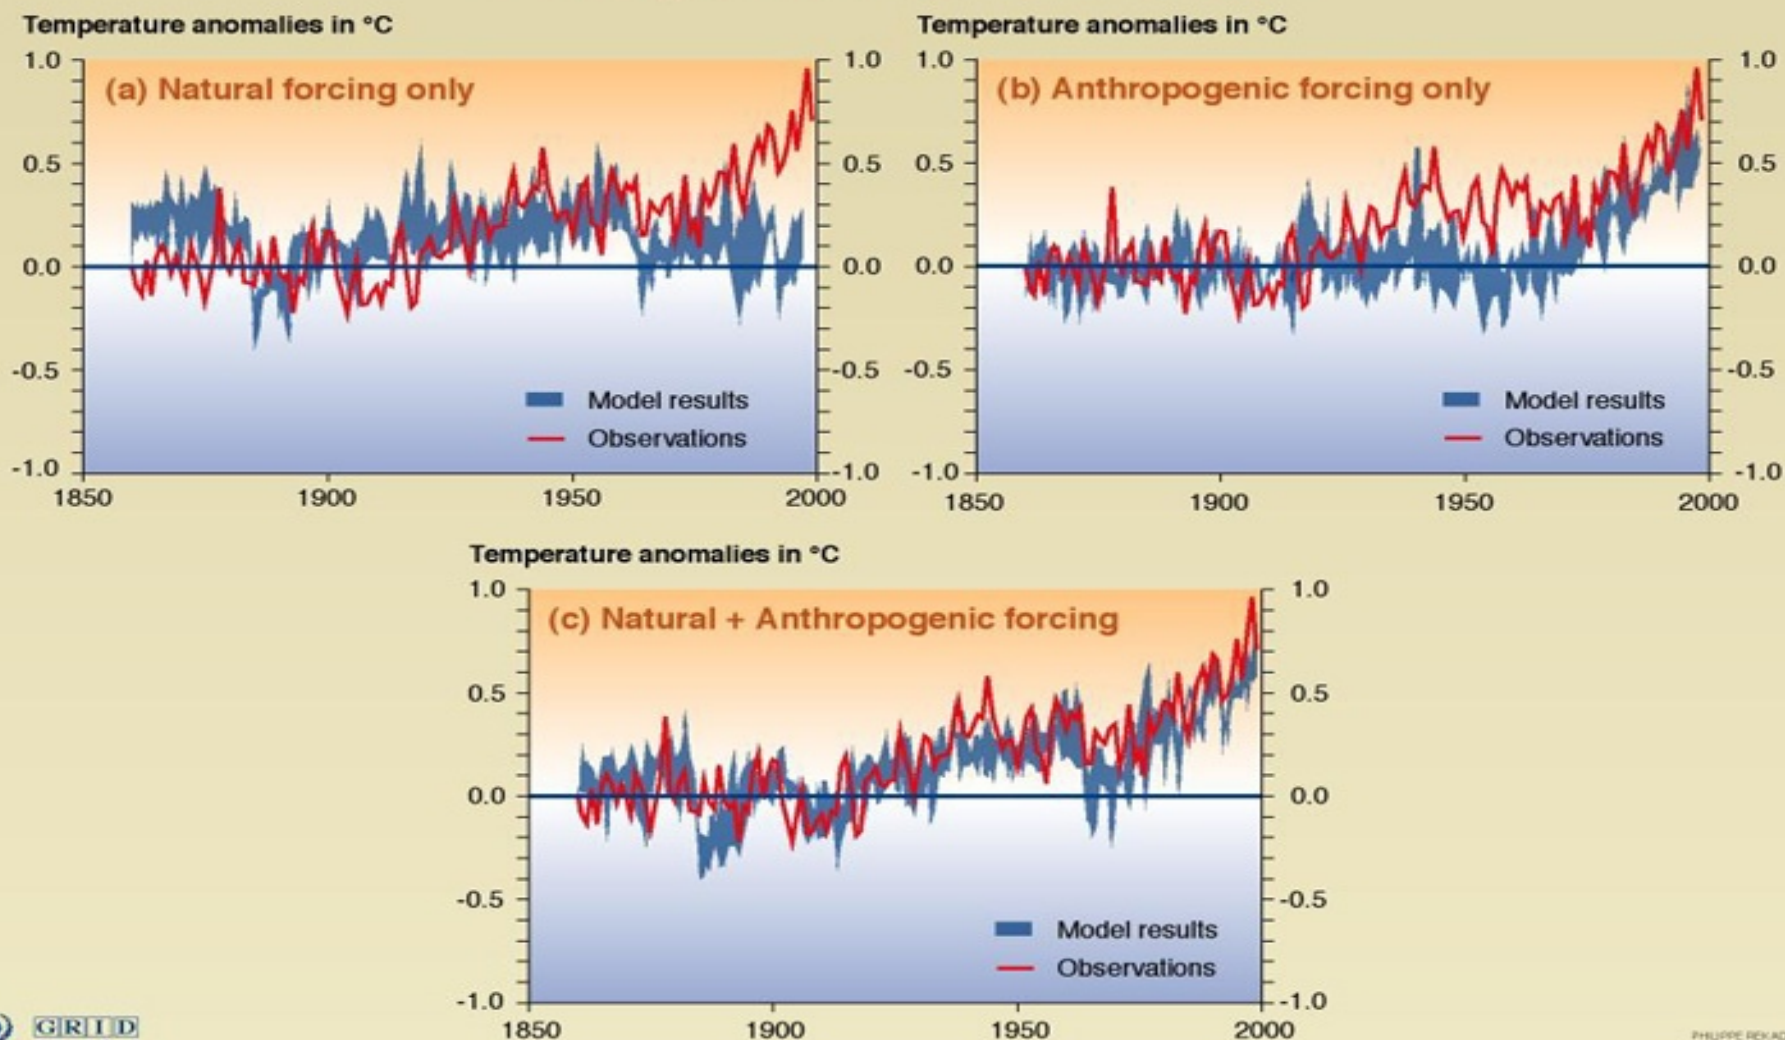 Temperature anomalies in °C
1.0
0.5
0.0
-0.5
-1.0
(a) Natural forcing only
Model results
Observations
1.0
0.5
0.0
-0.5
-1.0
1850 1900 1950 2000
Temperature anomalies in °C
1.0
0.5
0.0
-0.5
-1.0
(b) Anthropogenic forcing only
Model results
Observations
1.0
0.5
0.0
-0.5
-1.0
1850 1900 1950 2000
Temperature anomalies in °C
1.0
0.5
0.0
-0.5
-1.0
(c) Natural + Anthropogenic forcing
Model results
Observations
1.0
0.5
0.0
-0.5
-1.0
1850 1900 1950 2000
GRID
PHILIPPE